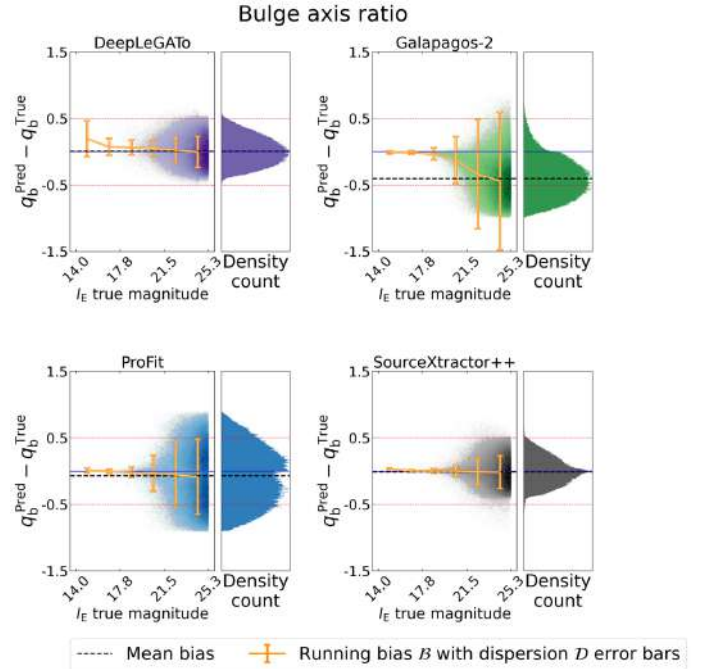 Bulge axis ratio
DeepLeGATo
Galapagos-2
1.5
0.5
-0.5
-1.5
q_b^Pred − q_b^True
14.0
17.8
21.5
25.3
I_E true magnitude
Density
count
1.5
0.5
-0.5
-1.5
q_b^Pred − q_b^True
14.0
17.8
21.5
25.3
I_E true magnitude
Density
count
ProFit
SourceXtractor++
1.5
0.5
-0.5
-1.5
q_b^Pred − q_b^True
14.0
17.8
21.5
25.3
I_E true magnitude
Density
count
1.5
0.5
-0.5
-1.5
q_b^Pred − q_b^True
14.0
17.8
21.5
25.3
I_E true magnitude
Density
count
Mean bias
Running bias ℬ with dispersion 𝒟 error bars